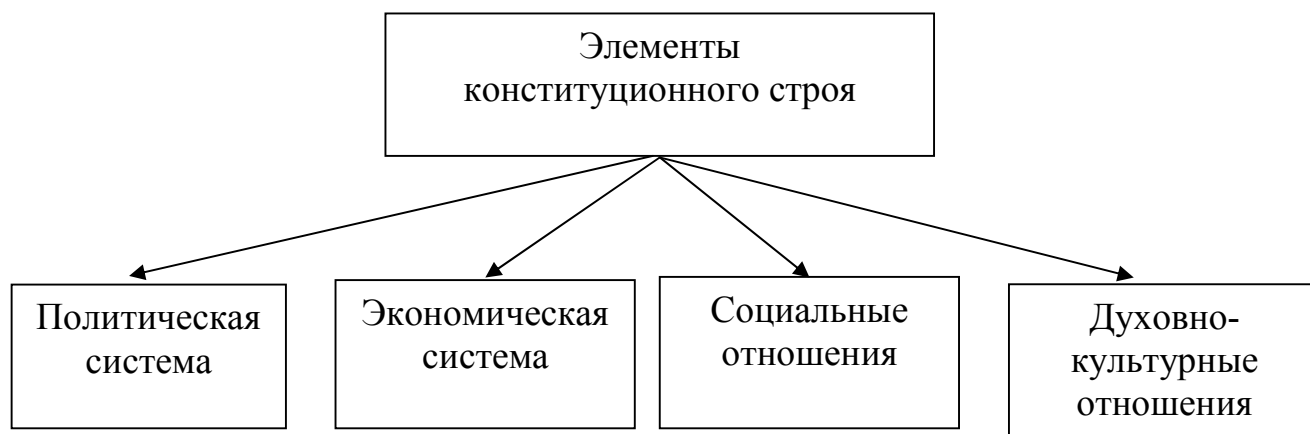 Элементы
конституционного строя
Политическая
система
Экономическая
система
Социальные
отношения
Духовно-
культурные
отношения